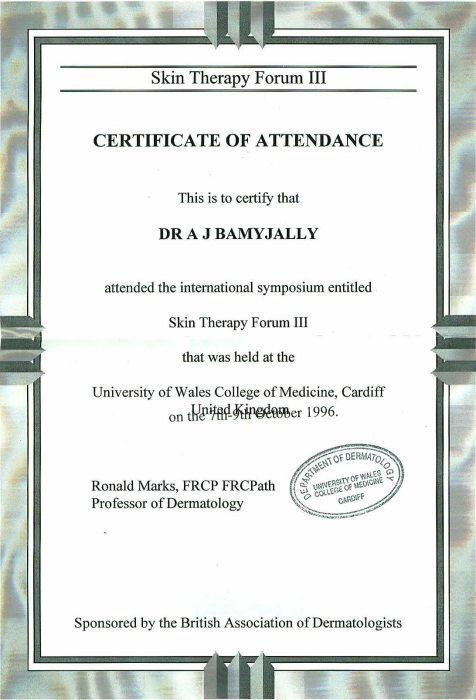 Skin Therapy Forum III
CERTIFICATE OF ATTENDANCE
This is to certify that
DR A J BAMYJALLY
attended the international symposium entitled
Skin Therapy Forum III
that was held at the
University of Wales College of Medicine, Cardiff
United Kingdom
on the 7th-9th October 1996.
DEPARTMENT OF DERMATOLOGY
UNIVERSITY OF WALES
COLLEGE OF MEDICINE
CARDIFF
Ronald Marks, FRCP FRCPath
Professor of Dermatology
Sponsored by the British Association of Dermatologists